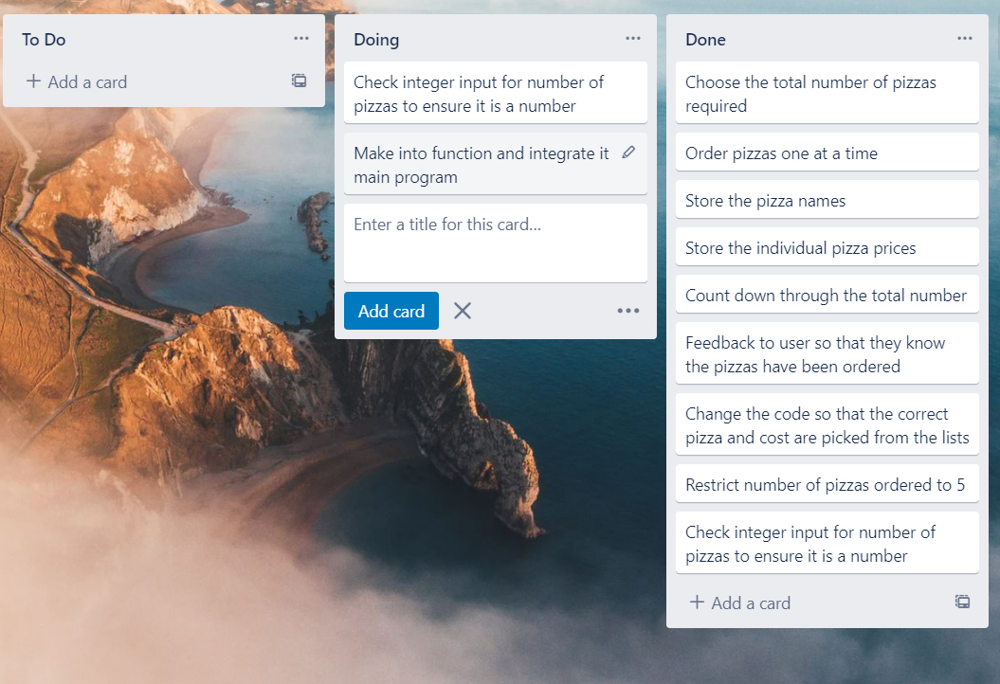 To Do
Add a card
Doing
Check integer input for number of
pizzas to ensure it is a number
Make into function and integrate it
main program
Enter a title for this card...
Add card
Done
Choose the total number of pizzas
required
Order pizzas one at a time
Store the pizza names
Store the individual pizza prices
Count down through the total number
Feedback to user so that they know
the pizzas have been ordered
Change the code so that the correct
pizza and cost are picked from the lists
Restrict number of pizzas ordered to 5
Check integer input for number of
pizzas to ensure it is a number
Add a card